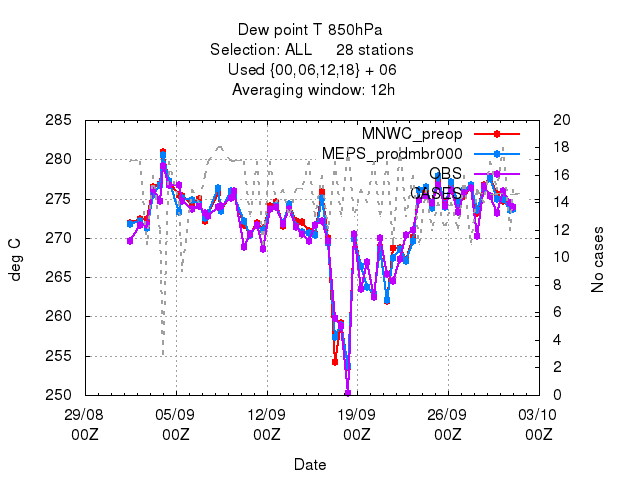 Dew point T 850hPa
Selection: ALL     28 stations
Used {00,06,12,18} + 06
Averaging window: 12h
MNWC_preop
MEPS_prodmbr000
OBS
CASES
285
280
275
270
265
260
255
250
20
18
16
14
12
10
8
6
4
2
0
deg C
No cases
29/08 05/09 12/09 19/09 26/09 03/10
00Z 00Z 00Z 00Z 00Z 00Z
Date